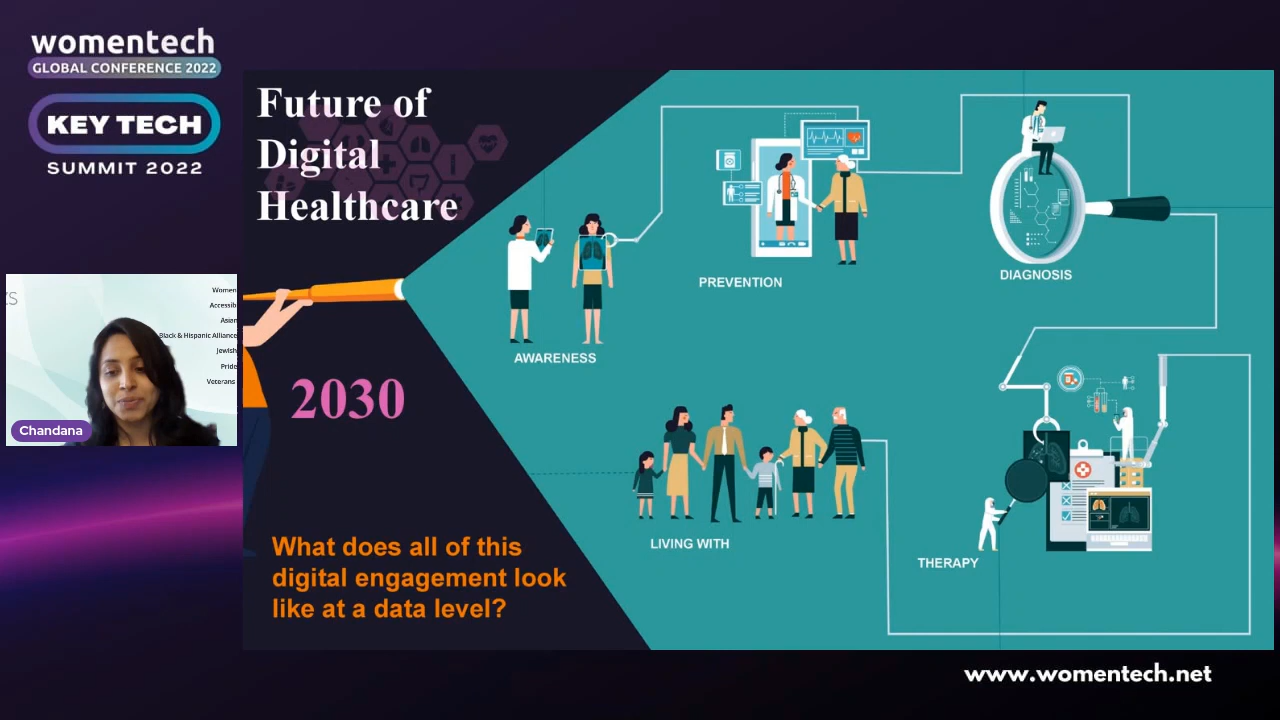 womentech
GLOBAL CONFERENCE 2022
KEY TECH
SUMMIT 2022
Future of
Digital
Healthcare
2030
What does all of this
digital engagement look
like at a data level?
AWARENESS
PREVENTION
DIAGNOSIS
LIVING WITH
THERAPY
Women
Accessib
Asian
Black & Hispanic Alliance
Jewish
Pride
Veterans
Chandana
www.womentech.net